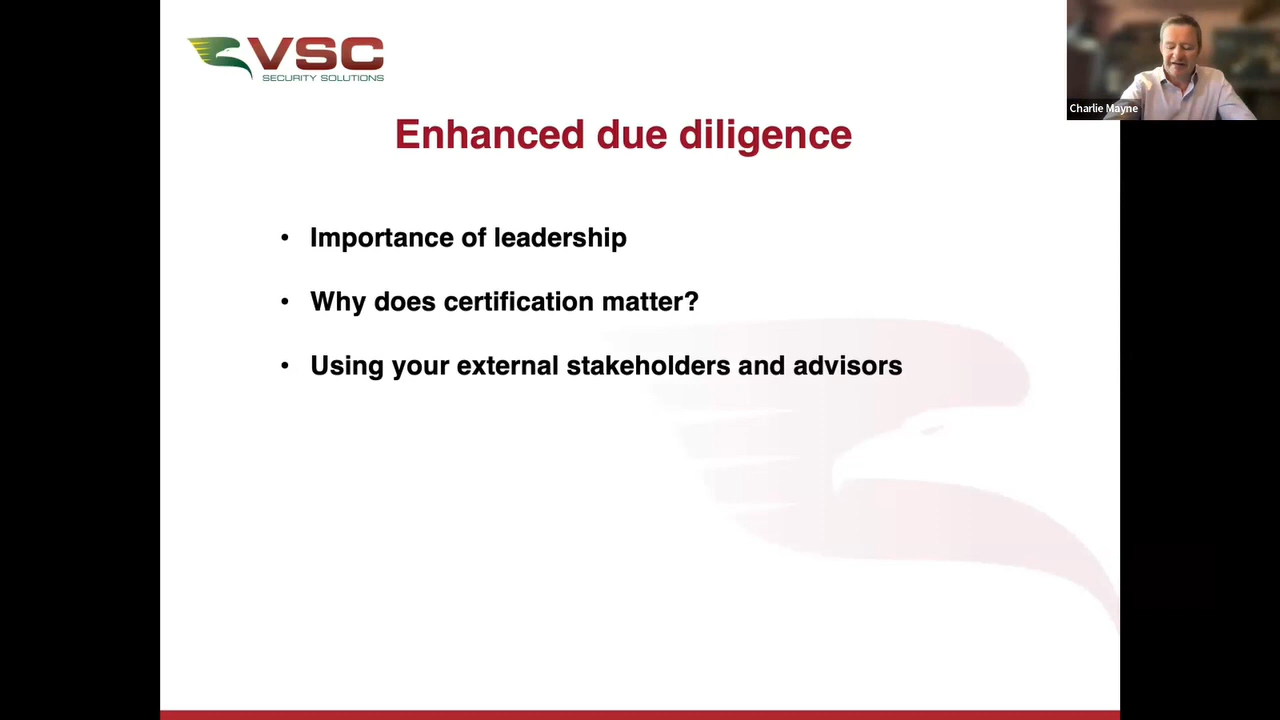 VSC
SECURITY SOLUTIONS
Charlie Mayne
Enhanced due diligence
• Importance of leadership
• Why does certification matter?
• Using your external stakeholders and advisors